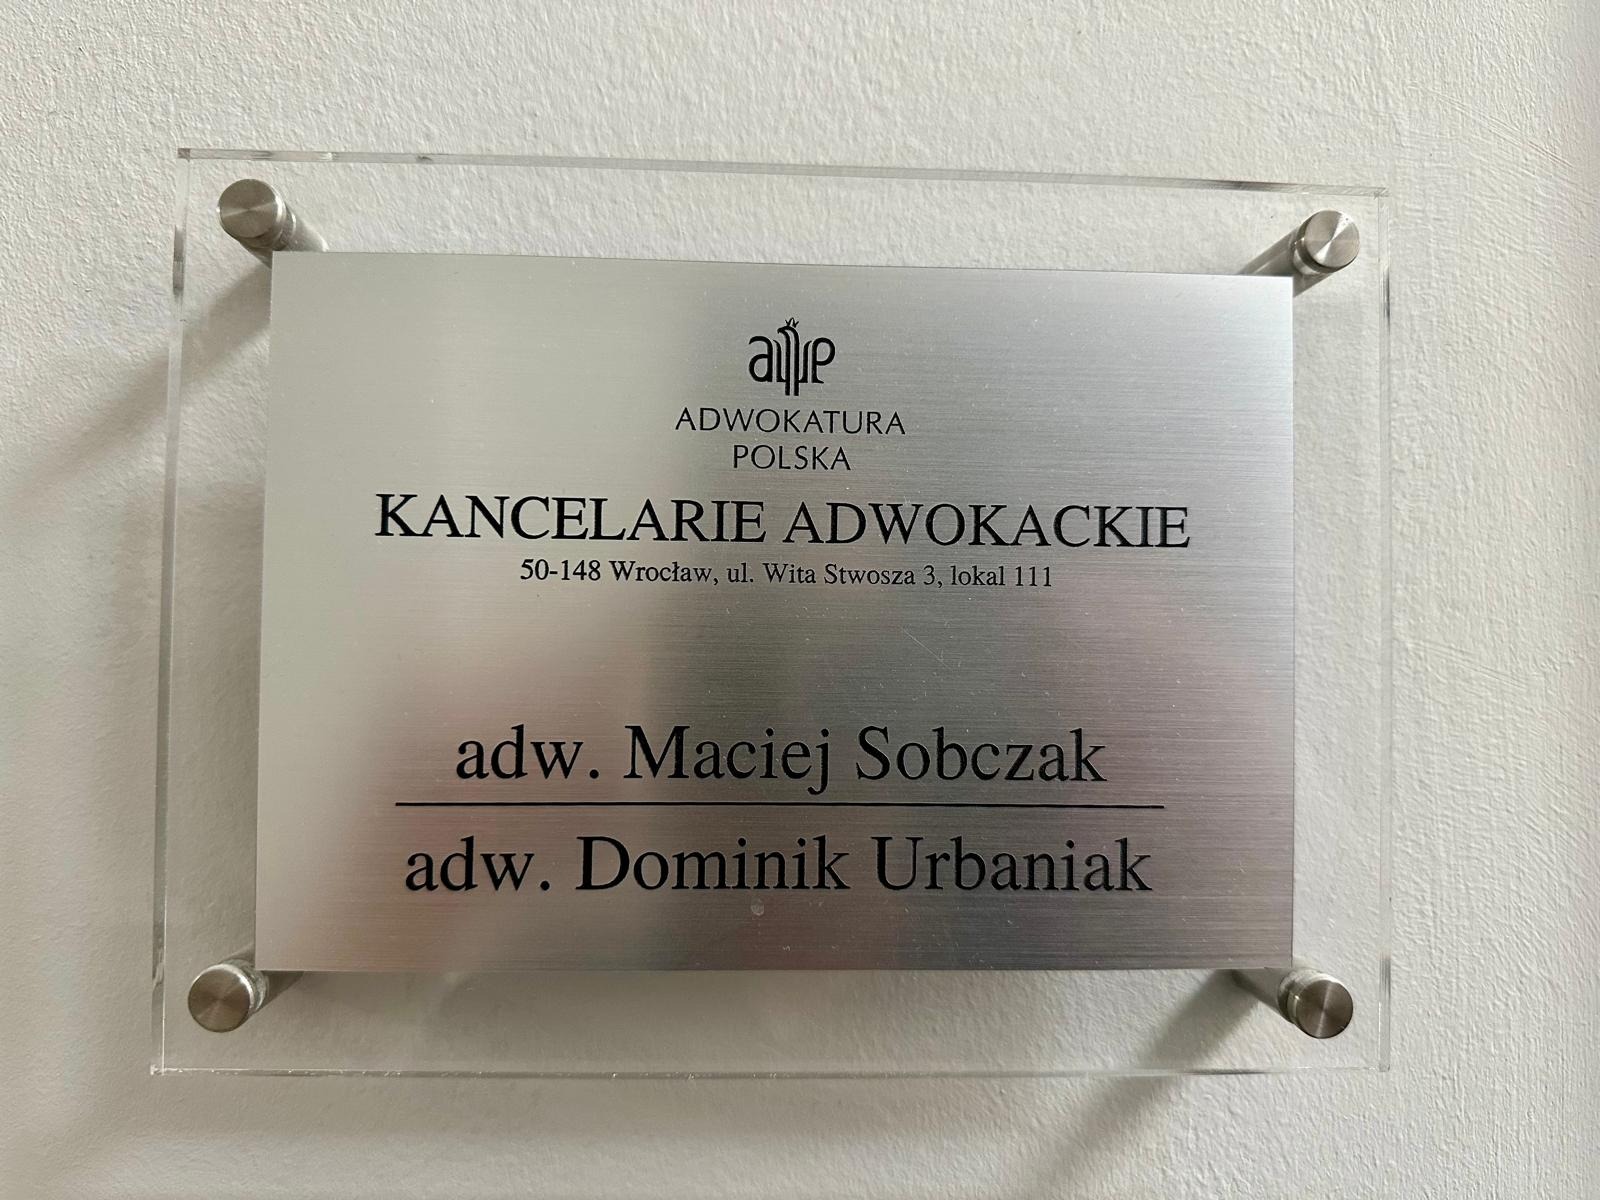 ap
ADWOKATURA
POLSKA
KANCELARIE ADWOKACKIE
50-148 Wrocław, ul. Wita Stwosza 3, lokal 111
adw. Maciej Sobczak
adw. Dominik Urbaniak